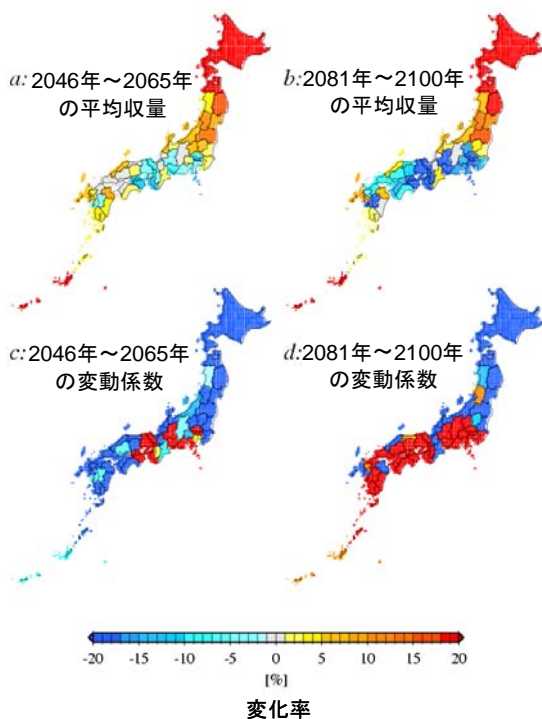 a: 2046年～2065年
の平均収量
b: 2081年～2100年
の平均収量
c: 2046年～2065年
の変動係数
d: 2081年～2100年
の変動係数
-20 -15 -10 -5 0 5 10 15 20
[%]
変化率